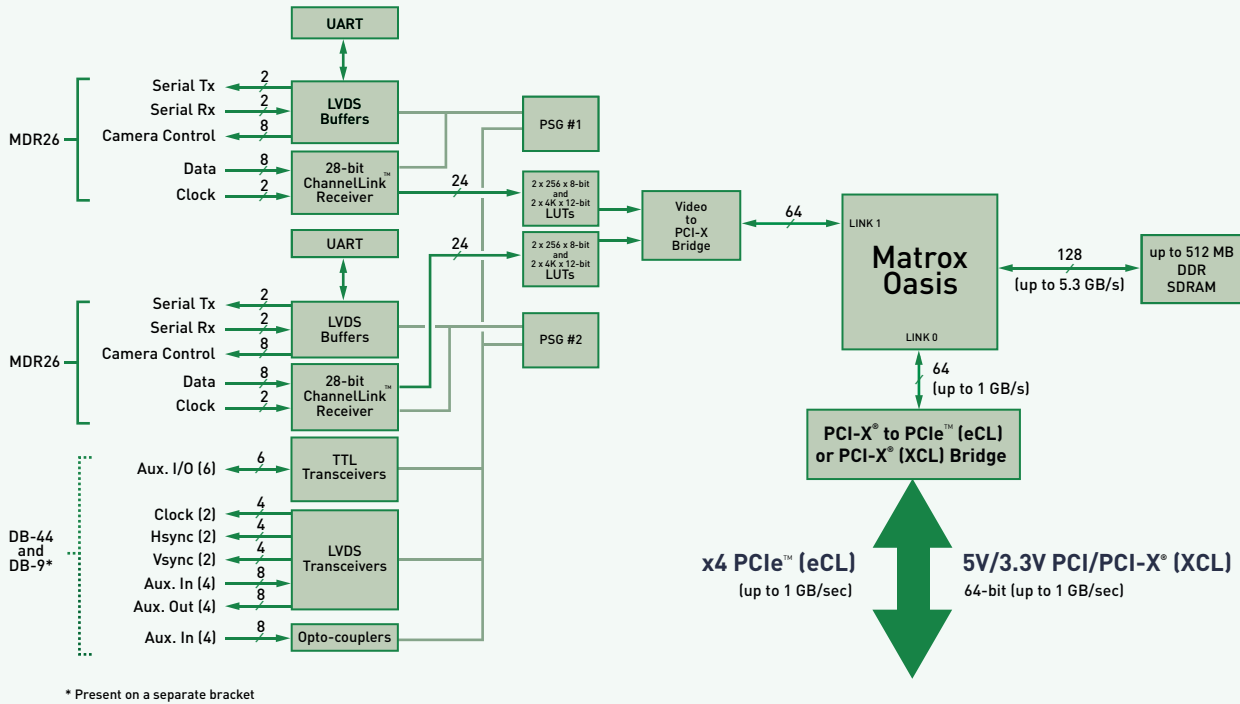 UART
MDR26
Serial Tx
2
Serial Rx
2
Camera Control
8
LVDS
Buffers
Data
8
Clock
2
28-bit
ChannelLink™
Receiver
PSG #1
24
2 x 256 x 8-bit
and
2 x 4K x 12-bit
LUTs
24
2 x 256 x 8-bit
and
2 x 4K x 12-bit
LUTs
Video
to
PCI-X
Bridge
64
LINK 1
Matrox
Oasis
LINK 0
128
(up to 5.3 GB/s)
up to 512 MB
DDR
SDRAM
UART
MDR26
Serial Tx
2
Serial Rx
2
Camera Control
8
LVDS
Buffers
Data
8
Clock
2
28-bit
ChannelLink™
Receiver
PSG #2
64
(up to 1 GB/s)
PCI-X® to PCIe™ (eCL)
or PCI-X® (XCL) Bridge
x4 PCIe™ (eCL)
(up to 1 GB/sec)
5V/3.3V PCI/PCI-X® (XCL)
64-bit (up to 1 GB/sec)
DB-44
and
DB-9*
Aux. I/O (6)
6
TTL
Transceivers
Clock (2)
4
Hsync (2)
4
Vsync (2)
4
Aux. In (4)
8
Aux. Out (4)
8
LVDS
Transceivers
Aux. In (4)
8
Opto-couplers
* Present on a separate bracket